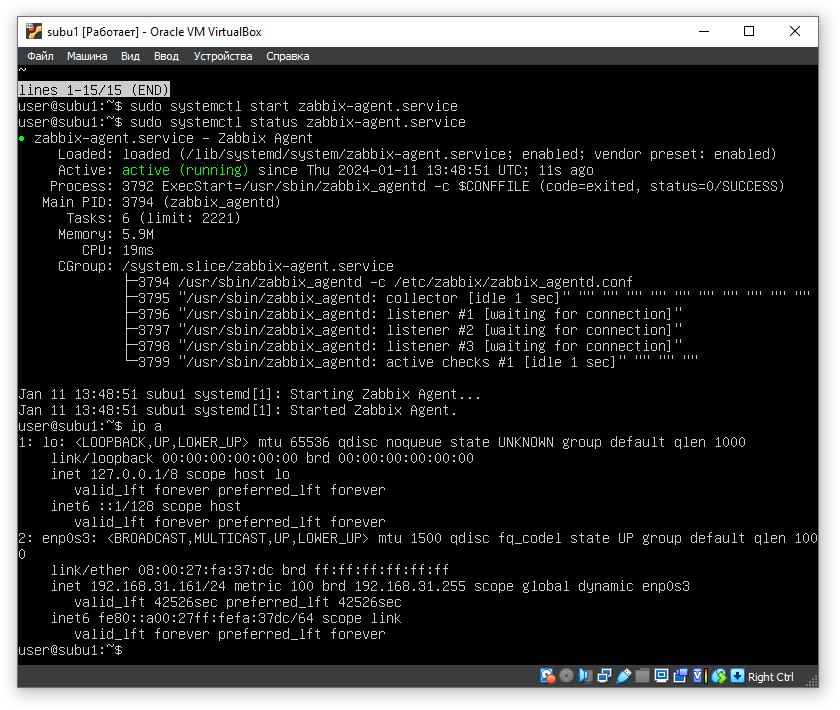 subu1 [Работает] - Oracle VM VirtualBox
Файл Машина Вид Ввод Устройства Справка
~
lines 1-15/15 (END)
user@subu1:~$ sudo systemctl start zabbix-agent.service
user@subu1:~$ sudo systemctl status zabbix-agent.service
● zabbix-agent.service - Zabbix Agent
Loaded: loaded (/lib/systemd/system/zabbix-agent.service; enabled; vendor preset: enabled)
Active: active (running) since Thu 2024-01-11 13:48:51 UTC; 11s ago
Process: 3792 ExecStart=/usr/sbin/zabbix_agentd -c $CONFFILE (code=exited, status=0/SUCCESS)
Main PID: 3794 (zabbix_agentd)
Tasks: 6 (limit: 2221)
Memory: 5.9M
CPU: 19ms
CGroup: /system.slice/zabbix-agent.service
├─3794 /usr/sbin/zabbix_agentd -c /etc/zabbix/zabbix_agentd.conf
├─3795 "/usr/sbin/zabbix_agentd: collector [idle 1 sec]" "" "" "" "" "" "" "" "" "" ""
├─3796 "/usr/sbin/zabbix_agentd: listener #1 [waiting for connection]"
├─3797 "/usr/sbin/zabbix_agentd: listener #2 [waiting for connection]"
├─3798 "/usr/sbin/zabbix_agentd: listener #3 [waiting for connection]"
└─3799 "/usr/sbin/zabbix_agentd: active checks #1 [idle 1 sec]" "" "" ""
Jan 11 13:48:51 subu1 systemd[1]: Starting Zabbix Agent...
Jan 11 13:48:51 subu1 systemd[1]: Started Zabbix Agent.
user@subu1:~$ ip a
1: lo: <LOOPBACK,UP,LOWER_UP> mtu 65536 qdisc noqueue state UNKNOWN group default qlen 1000
link/loopback 00:00:00:00:00:00 brd 00:00:00:00:00:00
inet 127.0.0.1/8 scope host lo
valid_lft forever preferred_lft forever
inet6 ::1/128 scope host
valid_lft forever preferred_lft forever
2: enp0s3: <BROADCAST,MULTICAST,UP,LOWER_UP> mtu 1500 qdisc fq_codel state UP group default qlen 100
0
link/ether 08:00:27:fa:37:dc brd ff:ff:ff:ff:ff:ff
inet 192.168.31.161/24 metric 100 brd 192.168.31.255 scope global dynamic enp0s3
valid_lft 42526sec preferred_lft 42526sec
inet6 fe80::a00:27ff:fefa:37dc/64 scope link
valid_lft forever preferred_lft forever
user@subu1:~$
Right Ctrl